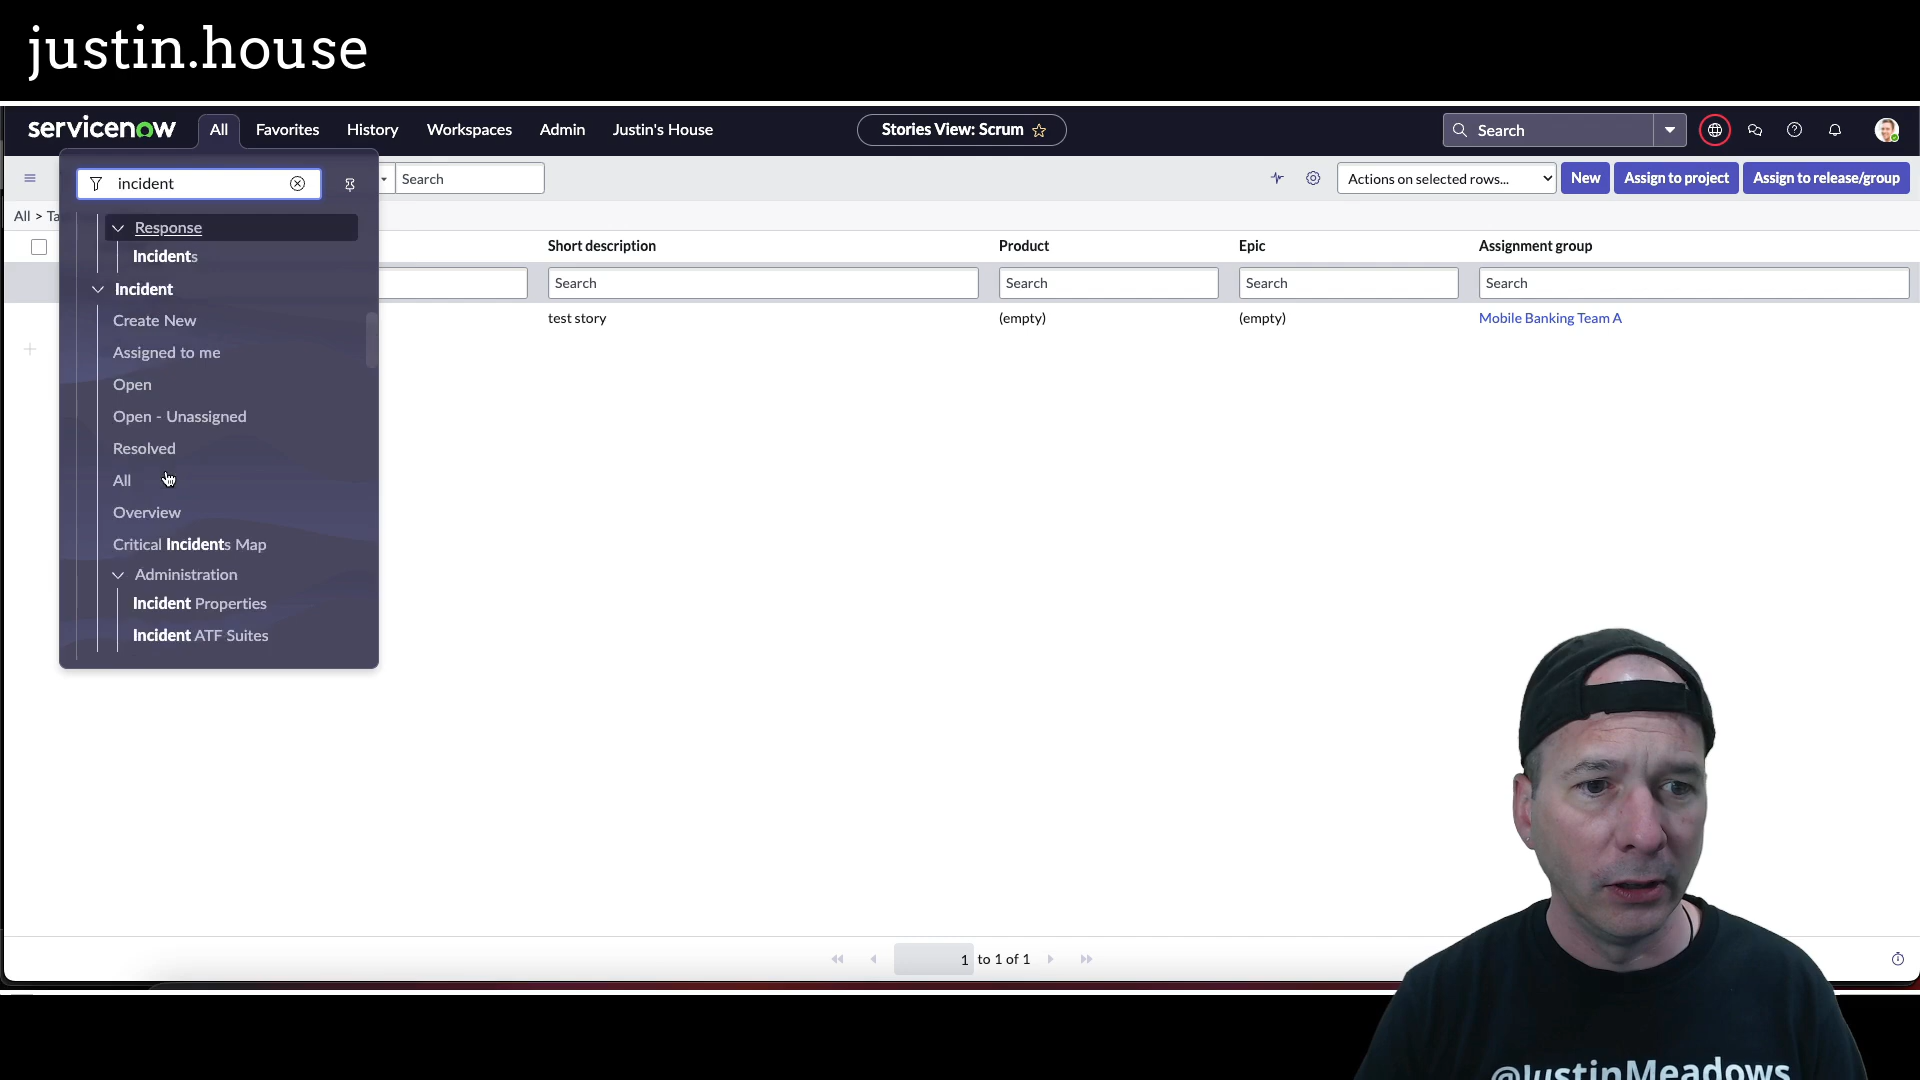 justin.house
servicenow All Favorites History Workspaces Admin Justin's House Stories View: Scrum Search
incident Search Actions on selected rows... New Assign to project Assign to release/group
All > Ta
Response
Incidents
Incident
Create New
Assigned to me
Open
Open - Unassigned
Resolved
All
Overview
Critical Incidents Map
Administration
Incident Properties
Incident ATF Suites
Short description Product Epic Assignment group
Search Search Search Search
test story (empty) (empty) Mobile Banking Team A
1 to 1 of 1
@JustinMeadows